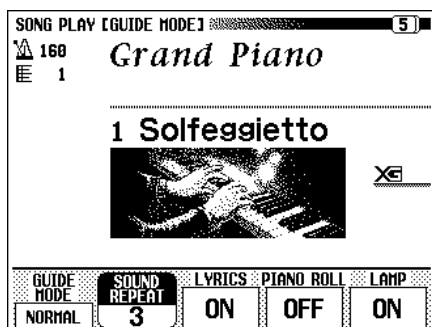 SONG PLAY [GUIDE MODE] 5
160
1
Grand Piano
1 Solfeggietto
XG
GUIDE MODE
NORMAL
SOUND REPEAT
3
LYRICS
ON
PIANO ROLL
OFF
LAMP
ON